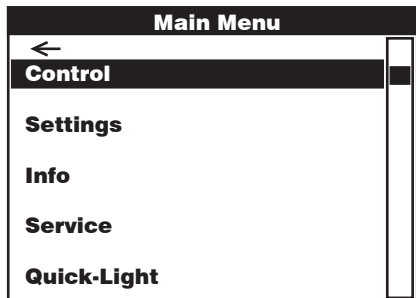 Main Menu
Control
Settings
Info
Service
Quick-Light